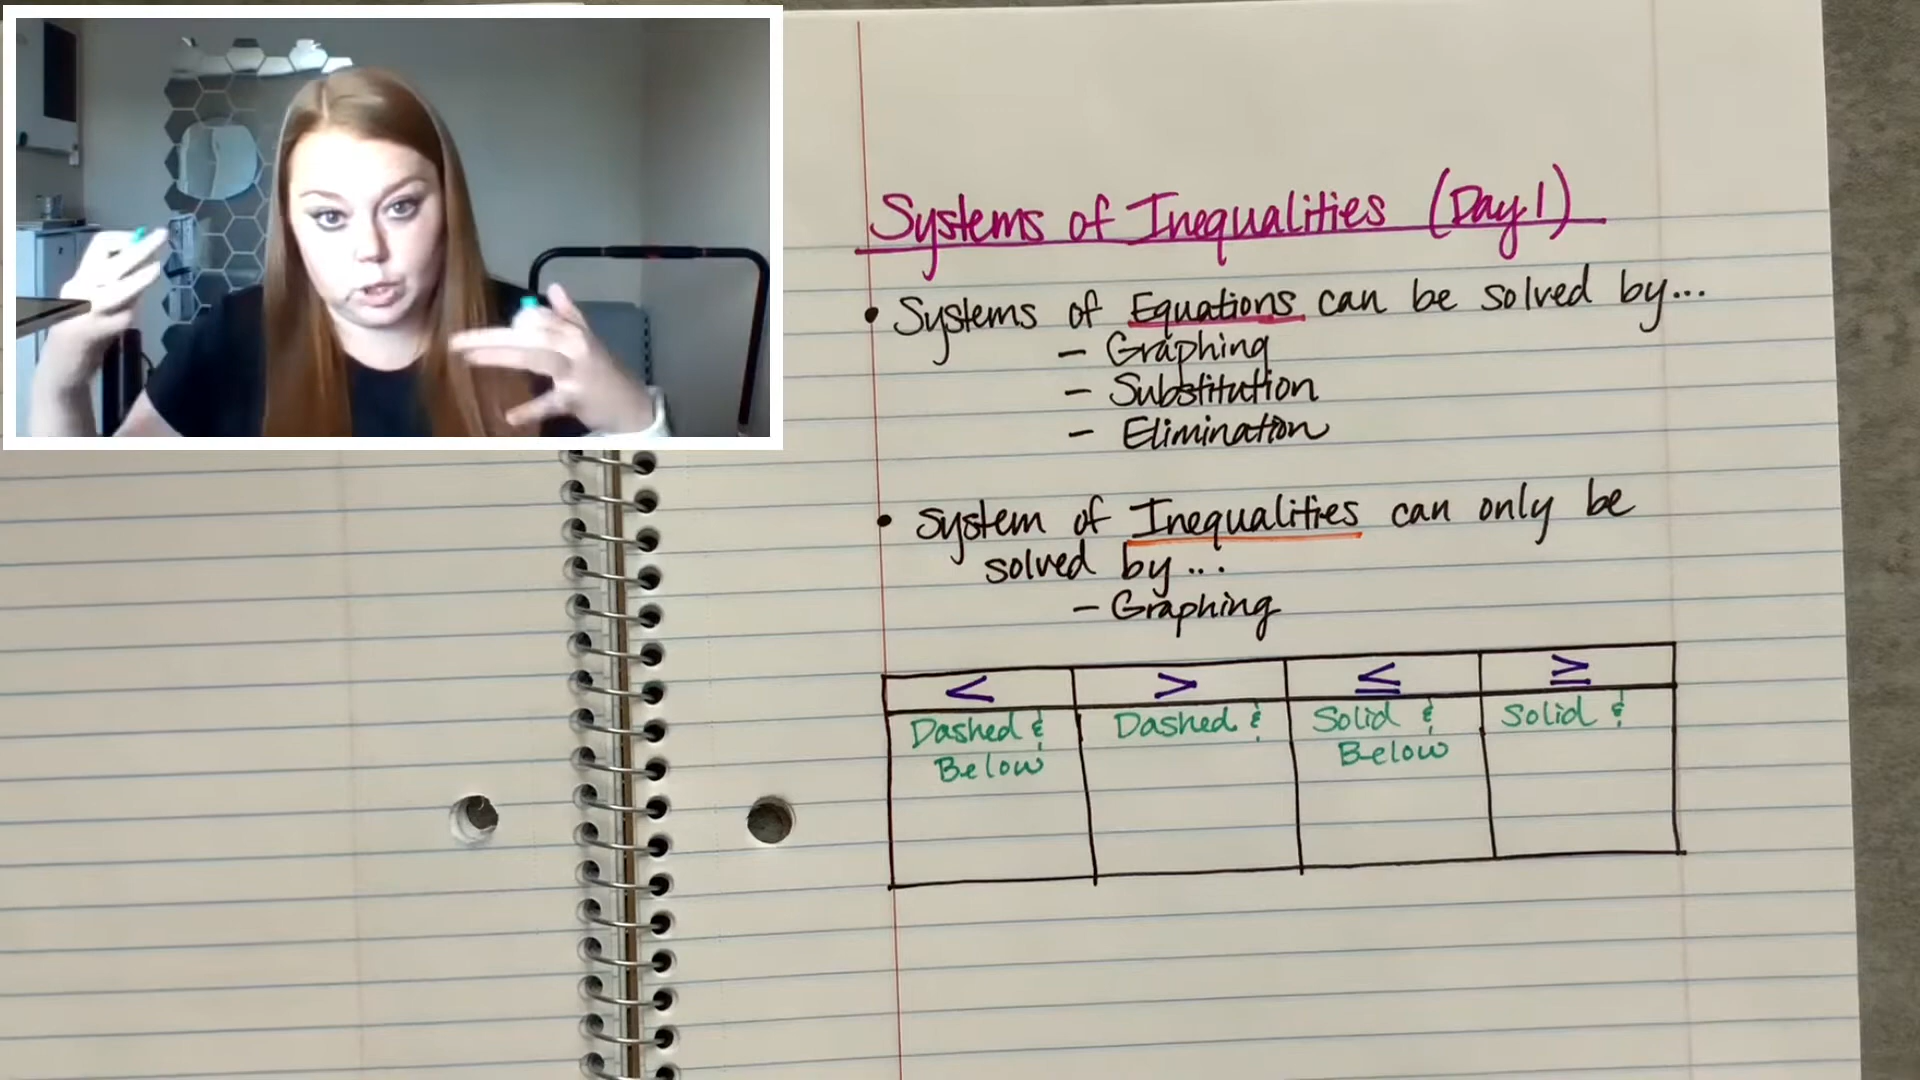 Systems of Inequalities (Day 1)
• Systems of Equations can be solved by...
- Graphing
- Substitution
- Elimination
• System of Inequalities can only be
solved by...
- Graphing
< > ≤ ≥
Dashed & Dashed & Solid & Solid &
Below Below